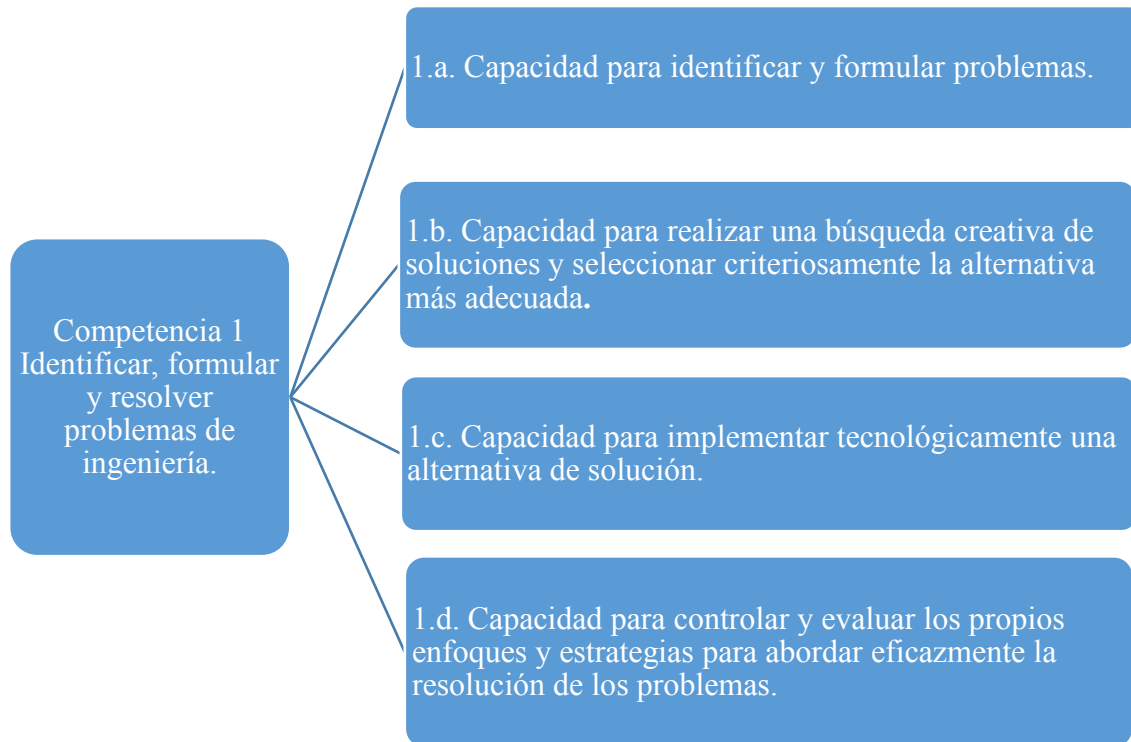 1.a. Capacidad para identificar y formular problemas.
1.b. Capacidad para realizar una búsqueda creativa de
soluciones y seleccionar criteriosamente la alternativa
más adecuada.
Competencia 1
Identificar, formular
y resolver
problemas de
ingeniería.
1.c. Capacidad para implementar tecnológicamente una
alternativa de solución.
1.d. Capacidad para controlar y evaluar los propios
enfoques y estrategias para abordar eficazmente la
resolución de los problemas.